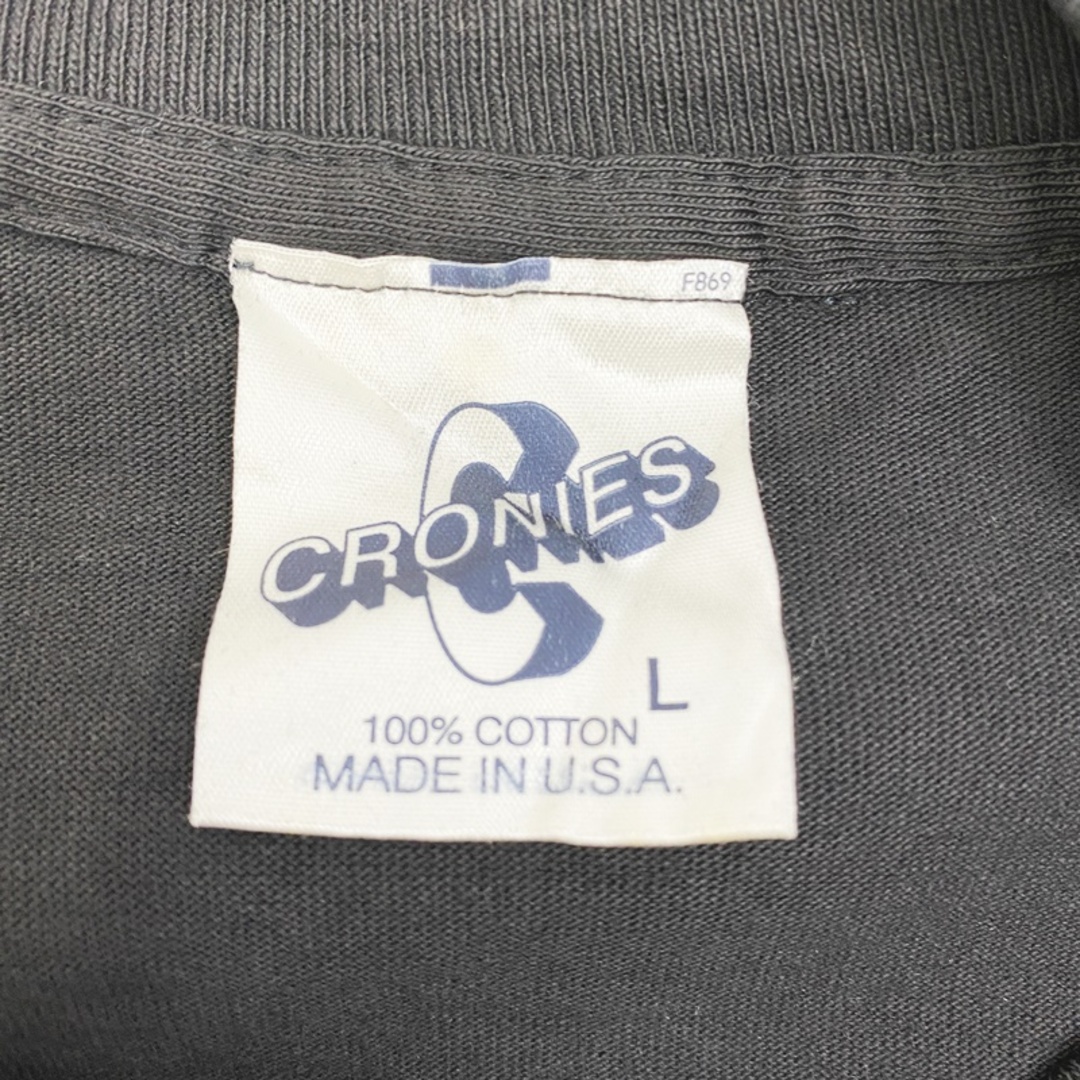 F869
CRONIES
L
100% COTTON
MADE IN U.S.A.